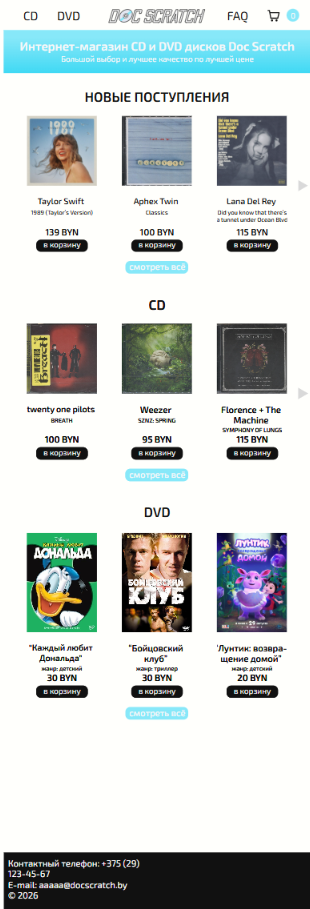 CD DVD DOC SCRATCH FAQ 0
Интернет-магазин CD и DVD дисков Doc Scratch
Большой выбор и лучшее качество по лучшей цене
НОВЫЕ ПОСТУПЛЕНИЯ
Taylor Swift
1989 (Taylor's Version)
139 BYN
в корзину
Aphex Twin
Classics
100 BYN
в корзину
Lana Del Rey
Did you know that there's
a tunnel under Ocean Blvd
115 BYN
в корзину
смотреть всё
CD
Breach
twenty one pilots
BREATH
100 BYN
в корзину
Weezer
SZNZ: SPRING
95 BYN
в корзину
Florence + The
Machine
SYMPHONY OF LUNGS
115 BYN
в корзину
смотреть всё
DVD
ДОНАЛЬДА
"Каждый любит
Дональда"
жанр: детский
30 BYN
в корзину
БОЙЦОВСКИЙ
КЛУБ
"Бойцовский
клуб"
жанр: триллер
30 BYN
в корзину
ЛУНТИК
ДОМОЙ
"Лунтик: возвра-
щение домой"
жанр: детский
20 BYN
в корзину
смотреть всё
Контактный телефон: +375 (29)
123-45-67
E-mail: aaaaa@docscratch.by
© 2026